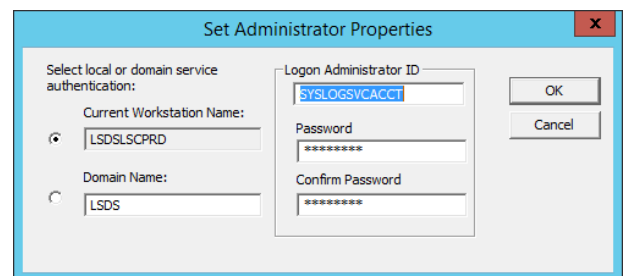 Set Administrator Properties
x
Select local or domain service
authentication:
Current Workstation Name:
LSDSLSCPRD
Domain Name:
LSDS
Logon Administrator ID
SYSLOGSVCACCT
Password
********
Confirm Password
********
OK
Cancel